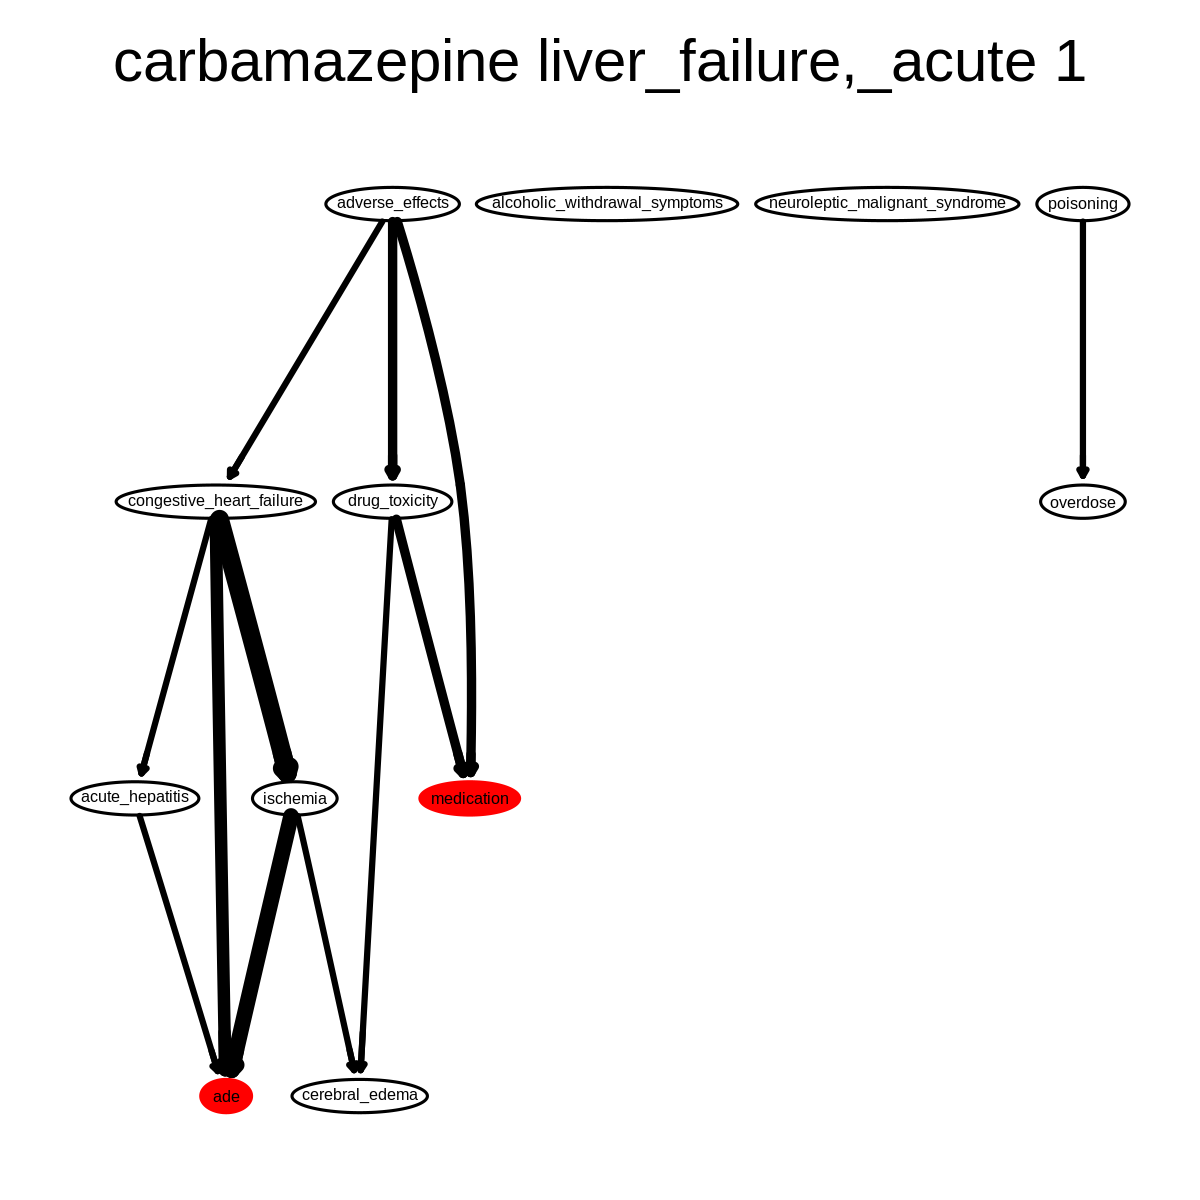 carbamazepine liver_failure,_acute 1
adverse_effects
alcoholic_withdrawal_symptoms
neuroleptic_malignant_syndrome
poisoning
congestive_heart_failure
drug_toxicity
overdose
acute_hepatitis
ischemia
medication
ade
cerebral_edema